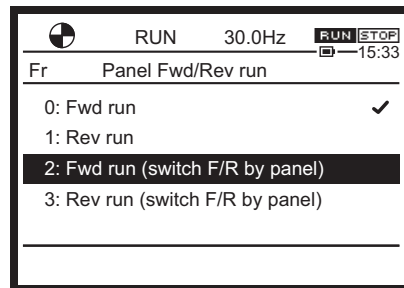 RUN 30.0Hz RUN STOP
15:33
Fr Panel Fwd/Rev run
0: Fwd run ✓
1: Rev run
2: Fwd run (switch F/R by panel)
3: Rev run (switch F/R by panel)